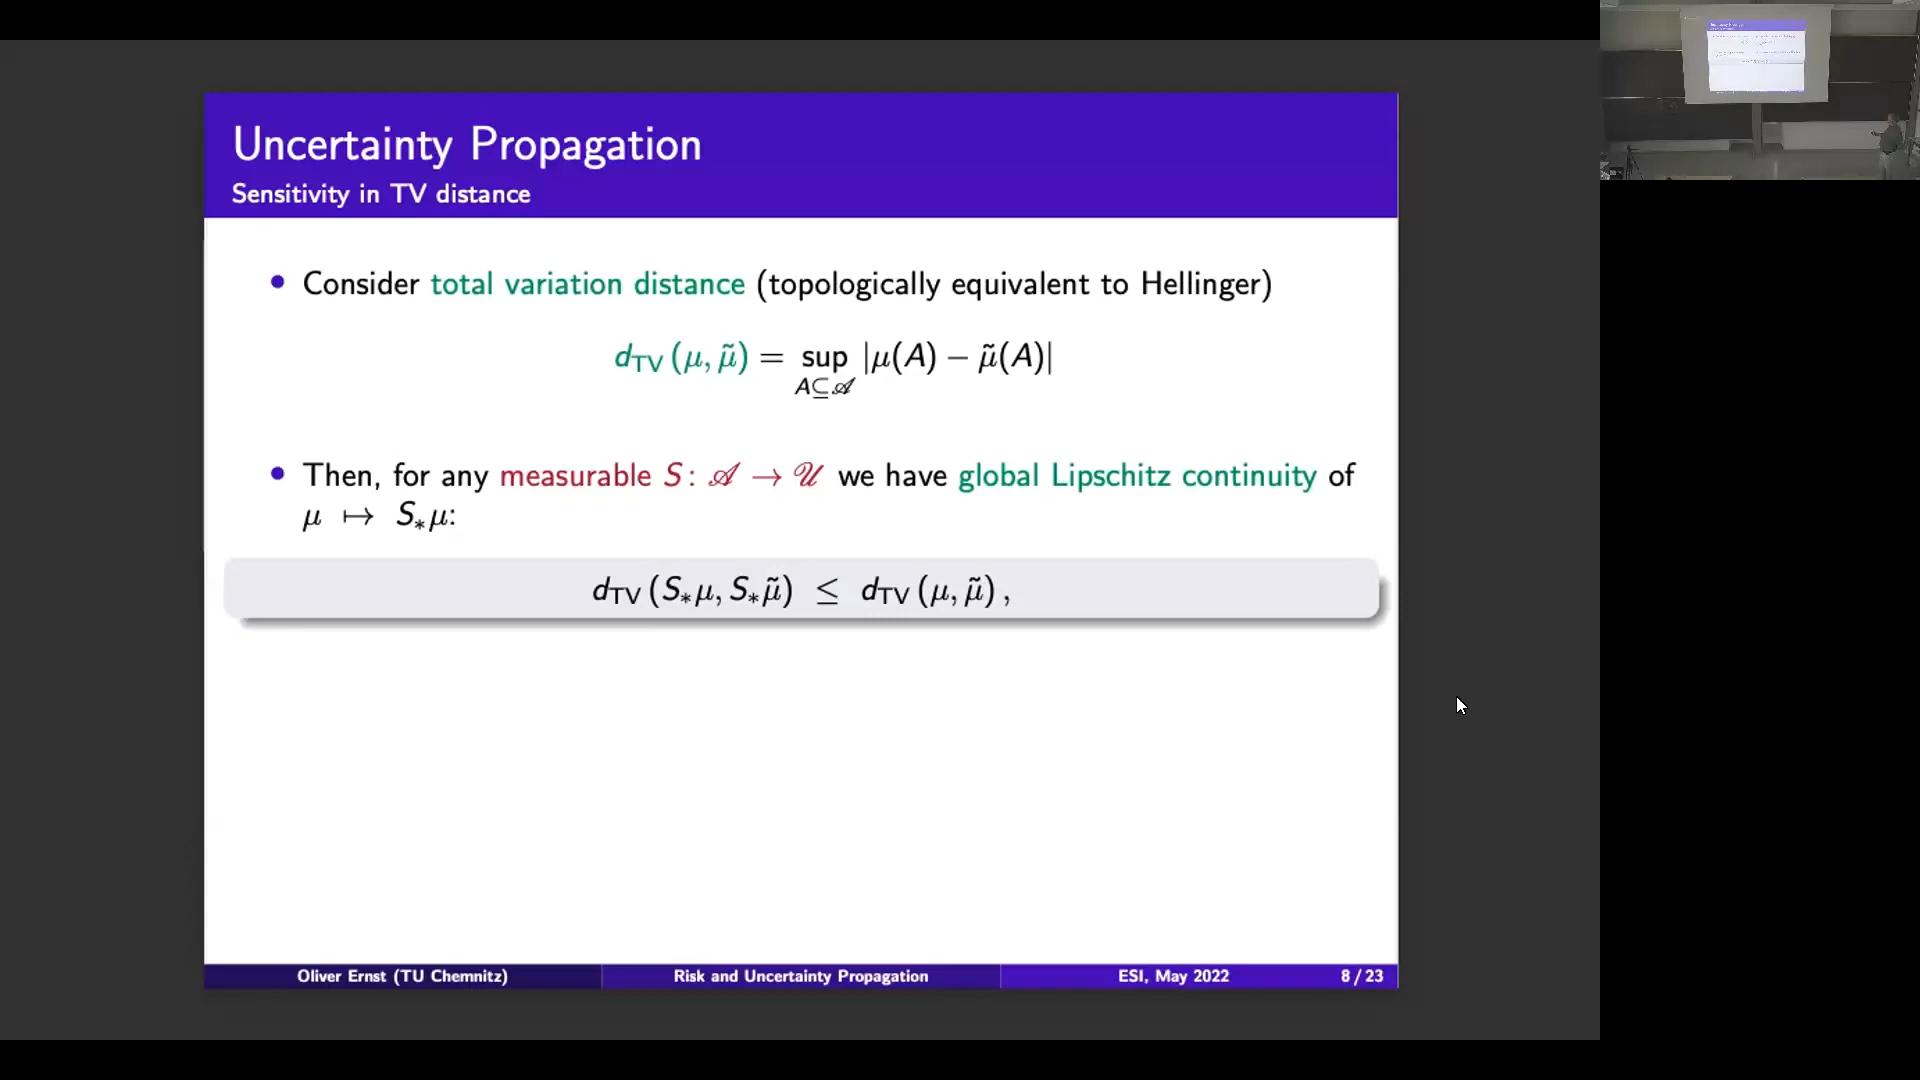 Uncertainty Propagation
Sensitivity in TV distance
• Consider total variation distance (topologically equivalent to Hellinger)
d_TV (μ, μ̃) = sup_{A⊆𝒜} |μ(A) − μ̃(A)|
• Then, for any measurable S: 𝒜 → 𝒰 we have global Lipschitz continuity of
μ ↦ S_*μ:
d_TV (S_*μ, S_*μ̃) ≤ d_TV (μ, μ̃) ,
Oliver Ernst (TU Chemnitz) Risk and Uncertainty Propagation ESI, May 2022 8 / 23